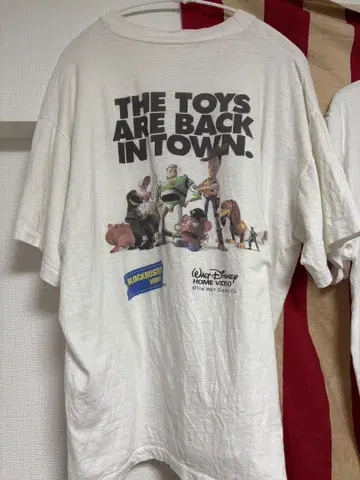 THE TOYS
ARE BACK
IN TOWN.
BLOCKBUSTER
VIDEO
WALT DISNEY
HOME VIDEO
©The Walt Disney Co.